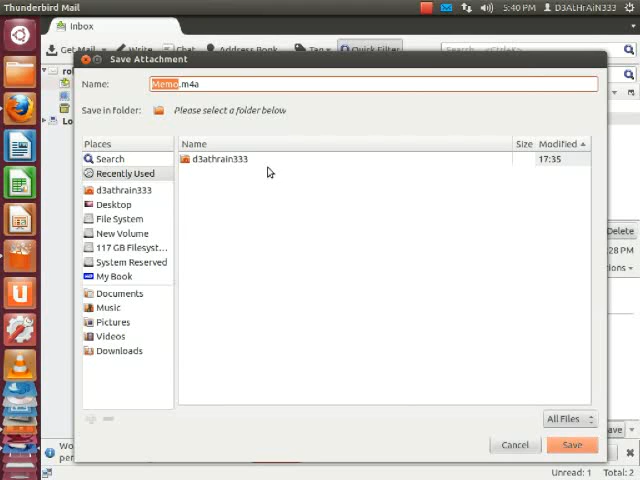 Thunderbird Mail
5:40 PM
D3AtHrAiN333
Inbox
Get Mail
Write
Chat
Address Book
Tag
Quick Filter
Save Attachment
Name:
Memo.m4a
Save in folder:
Please select a folder below
Places
Name
Size
Modified
Search
d3athrain333
17:35
Recently Used
d3athrain333
Desktop
File System
New Volume
117 GB Filesyst...
System Reserved
My Book
Documents
Music
Pictures
Videos
Downloads
Delete
28 PM
All Files
Cancel
Save
Unread: 1
Total: 2